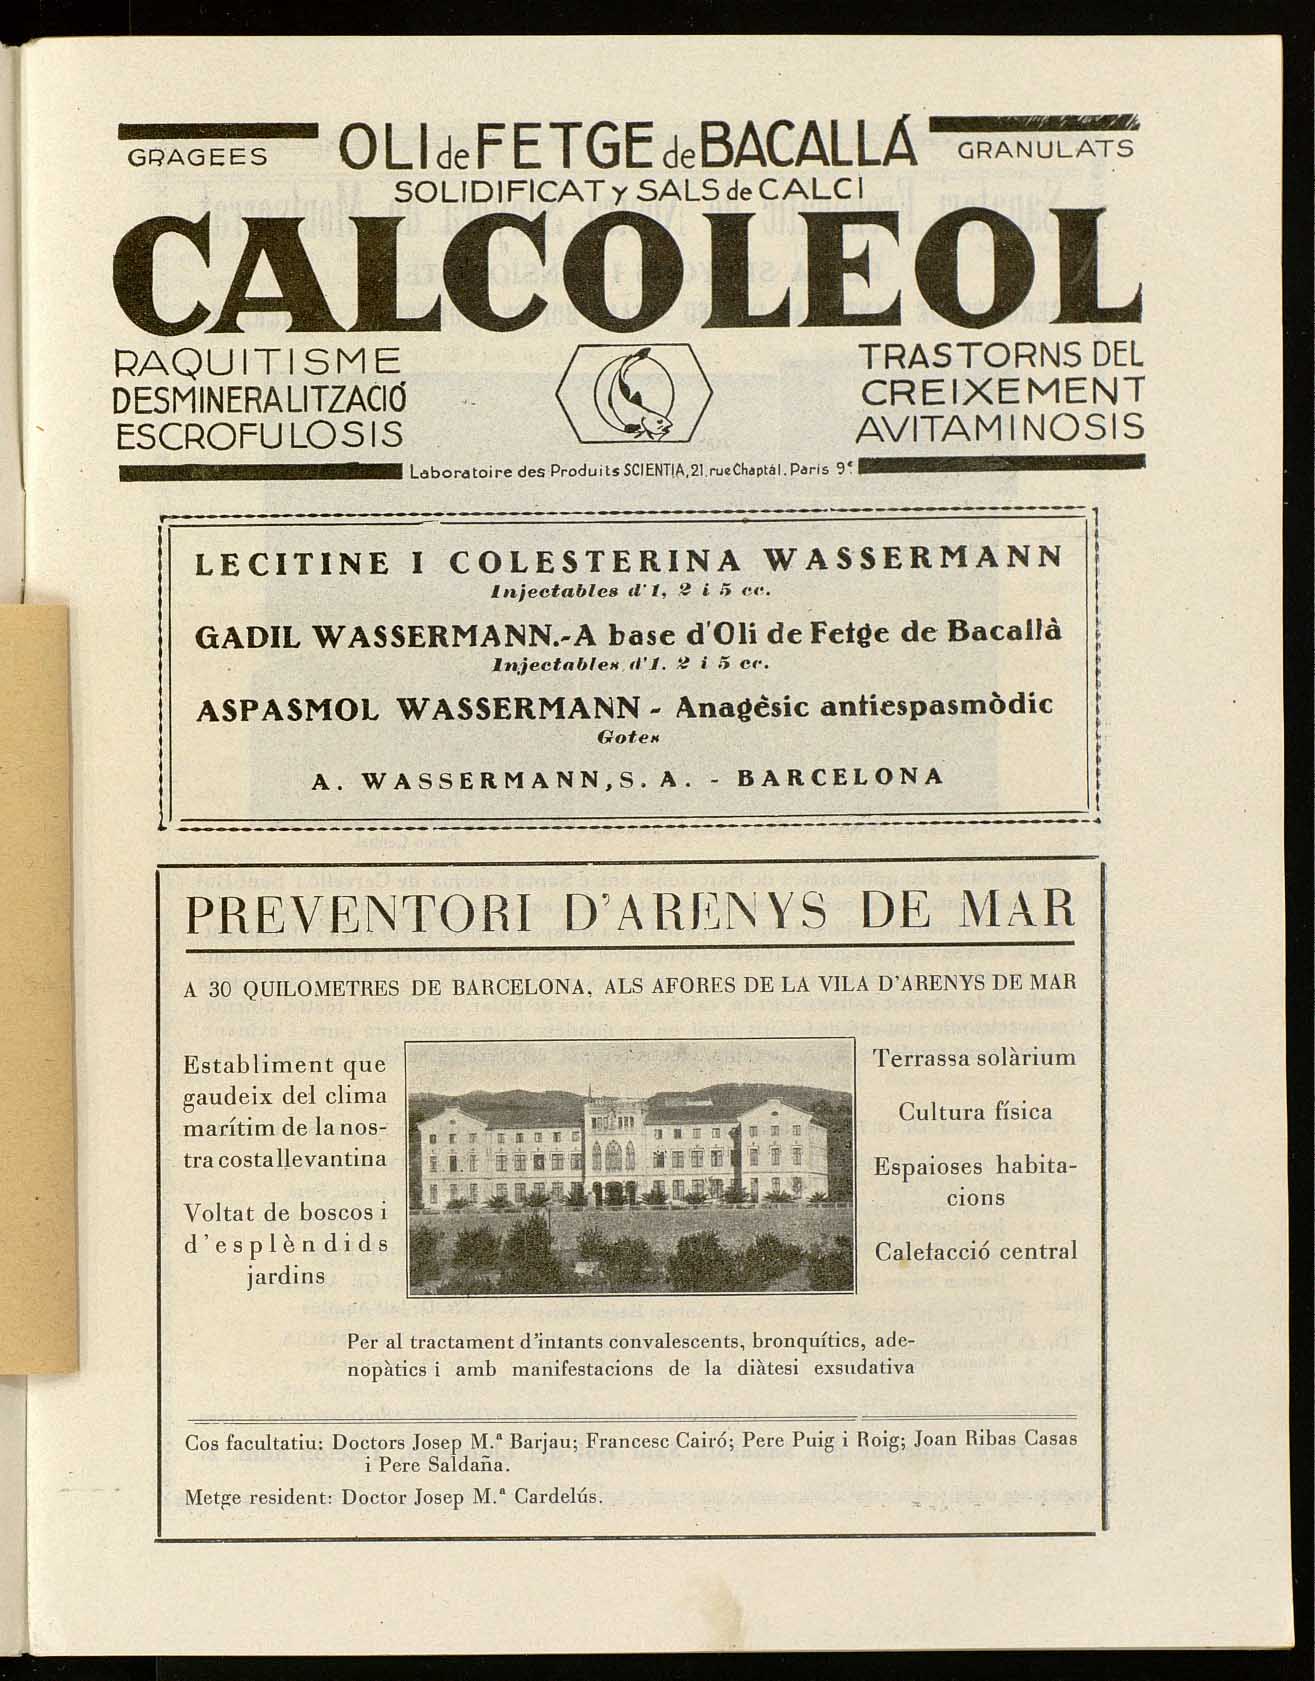 GRAGEES OLI de FETGE de BACALLÁ GRANULATS
SOLIDIFICAT y SALS de CALCI
CALCOLEOL
RAQUITISME
DESMINERALITZACIÓ
ESCROFULOSIS
TRASTORNS DEL
CREIXEMENT
AVITAMINOSIS
Laboratoire des Produits SCIENTIA, 21, rue Chaptál. Paris 9e.
LECITINE I COLESTERINA WASSERMANN
Injectables d'1, 2 i 5 cc.
GADIL WASSERMANN.-A base d'Oli de Fetge de Bacallà
Injectables d'1. 2 i 5 cc.
ASPASMOL WASSERMANN - Anagèsic antiespasmòdic
Gotes
A. WASSERMANN, S. A. - BARCELONA
PREVENTORI D'ARENYS DE MAR
A 30 QUILOMETRES DE BARCELONA, ALS AFORES DE LA VILA D'ARENYS DE MAR
Establiment que
gaudeix del clima
marítim de la nos-
tra costa llevantina
Voltat de boscos i
d'esplèndids
jardins
Terrassa solàrium
Cultura física
Espaioses habita-
cions
Calefacció central
Per al tractament d'infants convalescents, bronquítics, ade-
nopàtics i amb manifestacions de la diàtesi exsudativa
Cos facultatiu: Doctors Josep M.ª Barjau; Francesc Cairó; Pere Puig i Roig; Joan Ribas Casas
i Pere Saldaña.
Metge resident: Doctor Josep M.ª Cardelús.